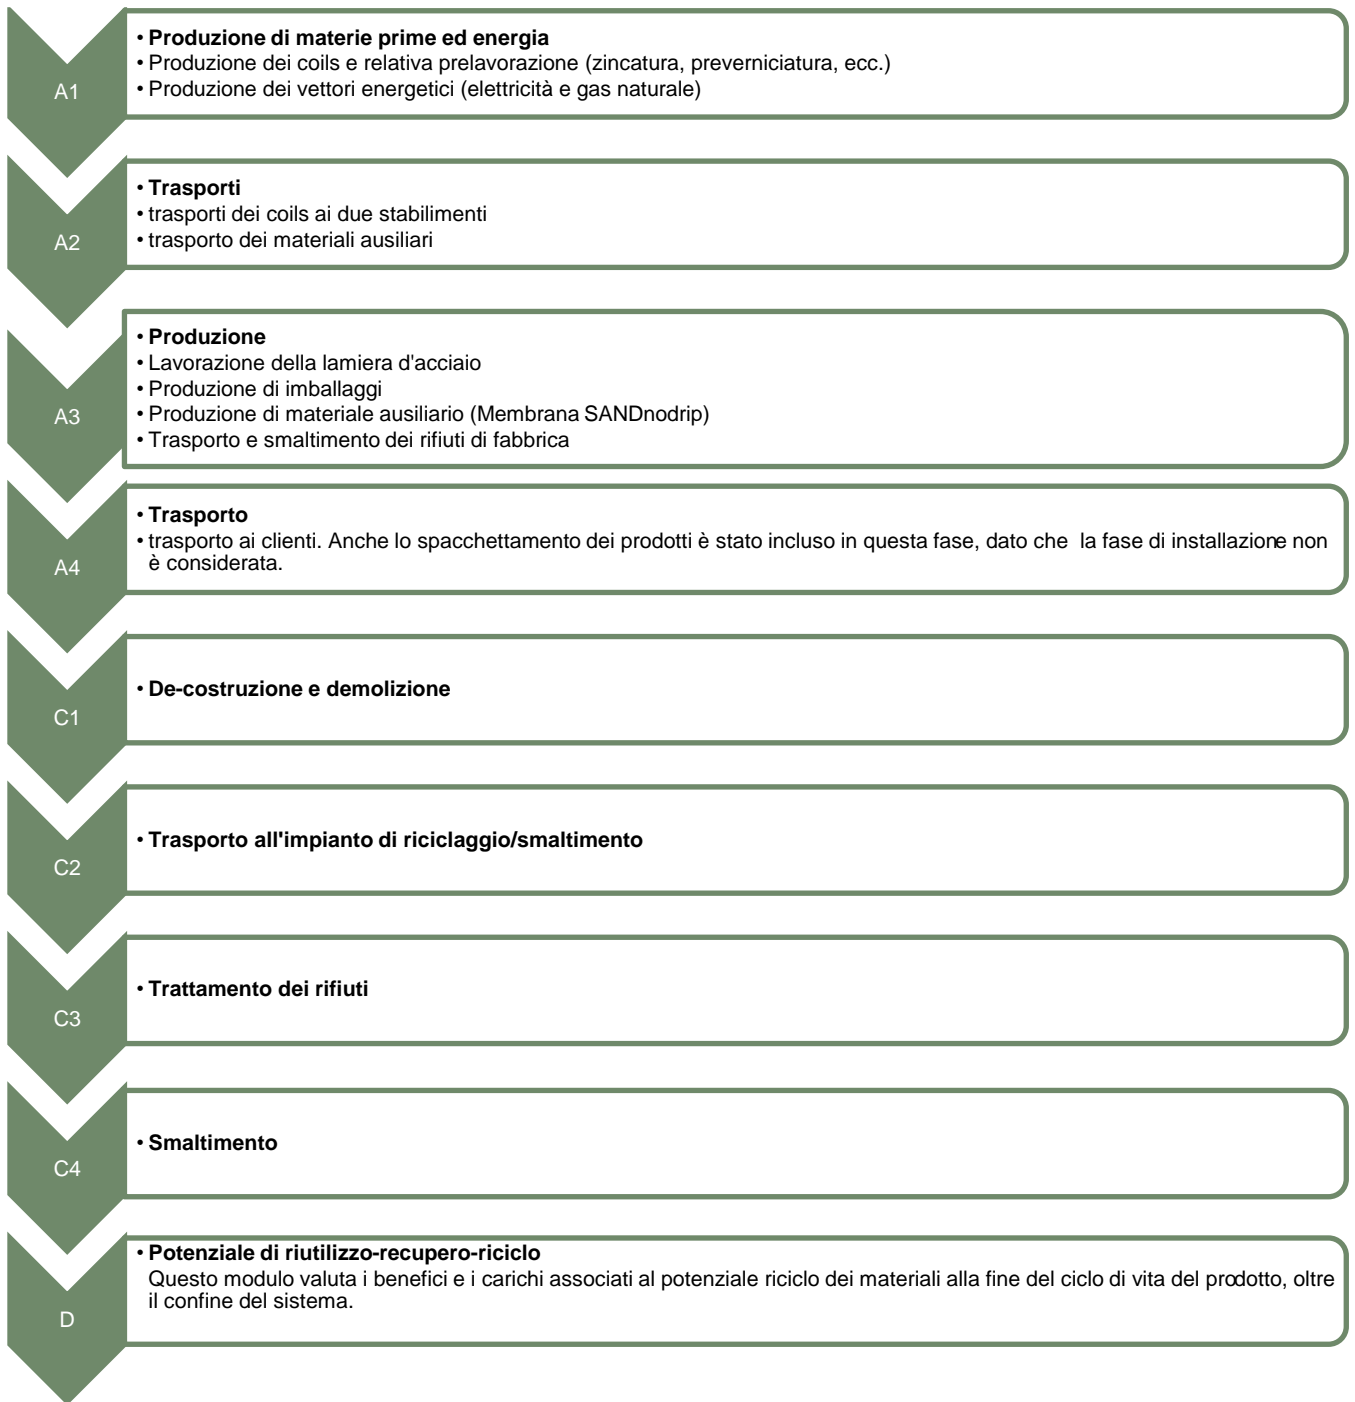 A1
• Produzione di materie prime ed energia
• Produzione dei coils e relativa prelavorazione (zincatura, preverniciatura, ecc.)
• Produzione dei vettori energetici (elettricità e gas naturale)
A2
• Trasporti
• trasporti dei coils ai due stabilimenti
• trasporto dei materiali ausiliari
A3
• Produzione
• Lavorazione della lamiera d'acciaio
• Produzione di imballaggi
• Produzione di materiale ausiliario (Membrana SANDnodrip)
• Trasporto e smaltimento dei rifiuti di fabbrica
A4
• Trasporto
• trasporto ai clienti. Anche lo spacchettamento dei prodotti è stato incluso in questa fase, dato che la fase di installazione non
è considerata.
C1
• De-costruzione e demolizione
C2
• Trasporto all'impianto di riciclaggio/smaltimento
C3
• Trattamento dei rifiuti
C4
• Smaltimento
D
• Potenziale di riutilizzo-recupero-riciclo
Questo modulo valuta i benefici e i carichi associati al potenziale riciclo dei materiali alla fine del ciclo di vita del prodotto, oltre
il confine del sistema.